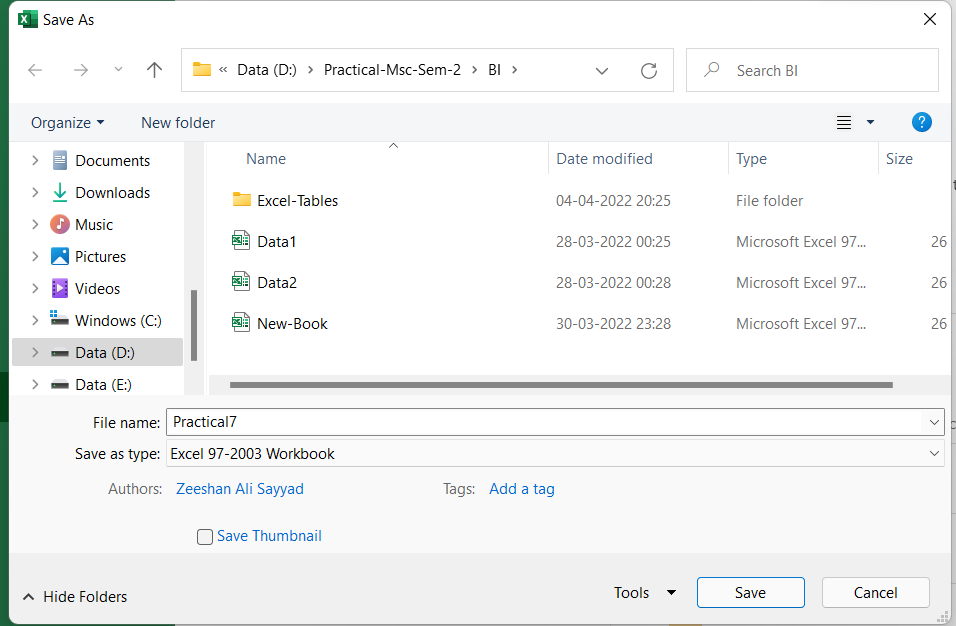 Save As
« Data (D:) › Practical-Msc-Sem-2 › BI ›
Search BI
Organize
New folder
?
Name Date modified Type Size
Documents
Downloads
Music
Pictures
Videos
Windows (C:)
Data (D:)
Data (E:)
Excel-Tables 04-04-2022 20:25 File folder
Data1 28-03-2022 00:25 Microsoft Excel 97... 26
Data2 28-03-2022 00:28 Microsoft Excel 97... 26
New-Book 30-03-2022 23:28 Microsoft Excel 97... 26
File name: Practical7
Save as type: Excel 97-2003 Workbook
Authors: Zeeshan Ali Sayyad Tags: Add a tag
Save Thumbnail
Hide Folders
Tools
Save
Cancel